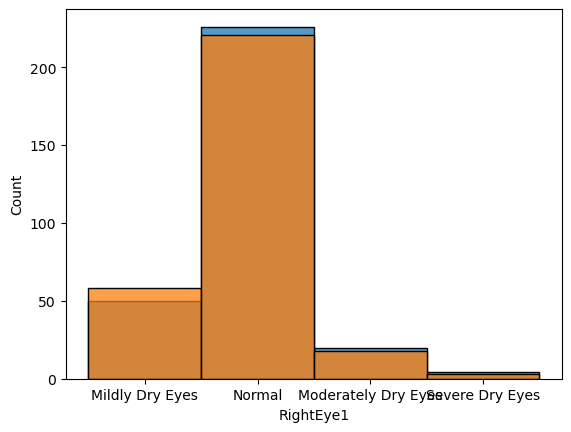 Count
200
150
100
50
0
Mildly Dry Eyes
Normal
Moderately Dry Eyes
Severe Dry Eyes
RightEye1